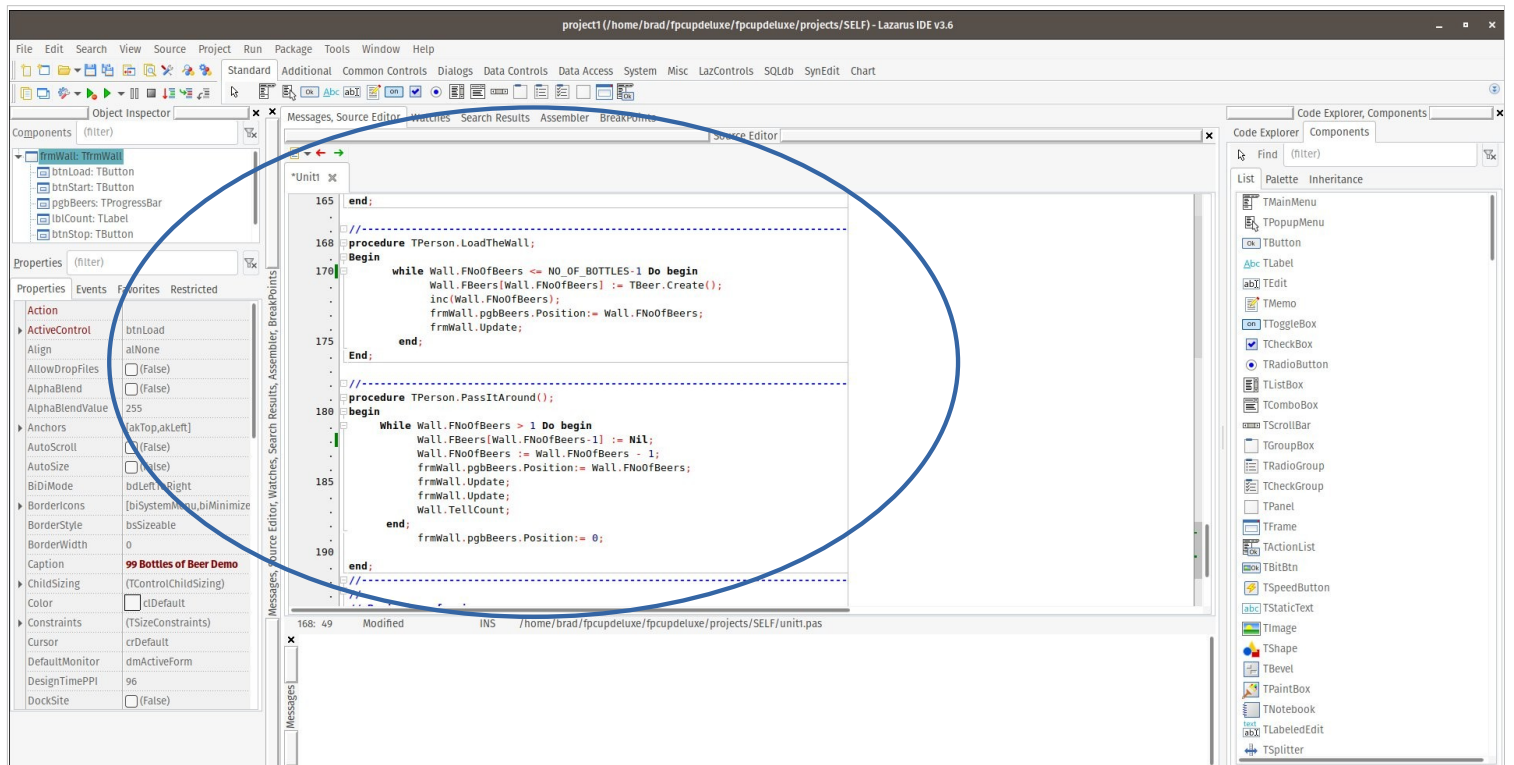 project1 (/home/brad/fpcupdeluxe/fpcupdeluxe/projects/SELF) - Lazarus IDE v3.6
File Edit Search View Source Project Run Package Tools Window Help
Standard Additional Common Controls Dialogs Data Controls Data Access System Misc LazControls SQLdb SynEdit Chart
Object Inspector
Components (filter)
frmWall: TfrmWall
btnLoad: TButton
btnStart: TButton
pgbBeers: TProgressBar
lblCount: TLabel
btnStop: TButton
Properties (filter)
Properties Events Favorites Restricted
Action
ActiveControl btnLoad
Align alNone
AllowDropFiles (False)
AlphaBlend (False)
AlphaBlendValue 255
Anchors [akTop,akLeft]
AutoScroll (False)
AutoSize (False)
BiDiMode bdLeftToRight
BorderIcons [biSystemMenu,biMinimize
BorderStyle bsSizeable
BorderWidth 0
Caption 99 Bottles of Beer Demo
ChildSizing (TControlChildSizing)
Color clDefault
Constraints (TSizeConstraints)
Cursor crDefault
DefaultMonitor dmActiveForm
DesignTimePPI 96
DockSite (False)
Messages, Source Editor, Watches, Search Results, Assembler, BreakPoints
Messages, Source Editor Watches Search Results Assembler BreakPoints
Source Editor
*Unit1
165 end;
//-----------------------------------------------------------------------------
168 procedure TPerson.LoadTheWall;
Begin
170 while Wall.FNoOfBeers <= NO_OF_BOTTLES-1 Do begin
Wall.FBeers[Wall.FNoOfBeers] := TBeer.Create();
inc(Wall.FNoOfBeers);
frmWall.pgbBeers.Position:= Wall.FNoOfBeers;
frmWall.Update;
175 end;
End;
//-----------------------------------------------------------------------------
procedure TPerson.PassItAround();
180 begin
While Wall.FNoOfBeers > 1 Do begin
Wall.FBeers[Wall.FNoOfBeers-1] := Nil;
Wall.FNoOfBeers := Wall.FNoOfBeers - 1;
frmWall.pgbBeers.Position:= Wall.FNoOfBeers;
185 frmWall.Update;
frmWall.Update;
Wall.TellCount;
end;
frmWall.pgbBeers.Position:= 0;
190
end;
//-----------------------------------------------------------------------------
//
168: 49 Modified INS /home/brad/fpcupdeluxe/fpcupdeluxe/projects/SELF/unit1.pas
Messages
Code Explorer, Components
Code Explorer Components
Find (filter)
List Palette Inheritance
TMainMenu
TPopupMenu
Ok TButton
Abc TLabel
abI TEdit
TMemo
on TToggleBox
TCheckBox
TRadioButton
TListBox
TComboBox
TScrollBar
TGroupBox
TRadioGroup
TCheckGroup
TPanel
TFrame
TActionList
Ok TBitBtn
TSpeedButton
abc TStaticText
TImage
TShape
TBevel
TPaintBox
TNotebook
text abI TLabeledEdit
TSplitter